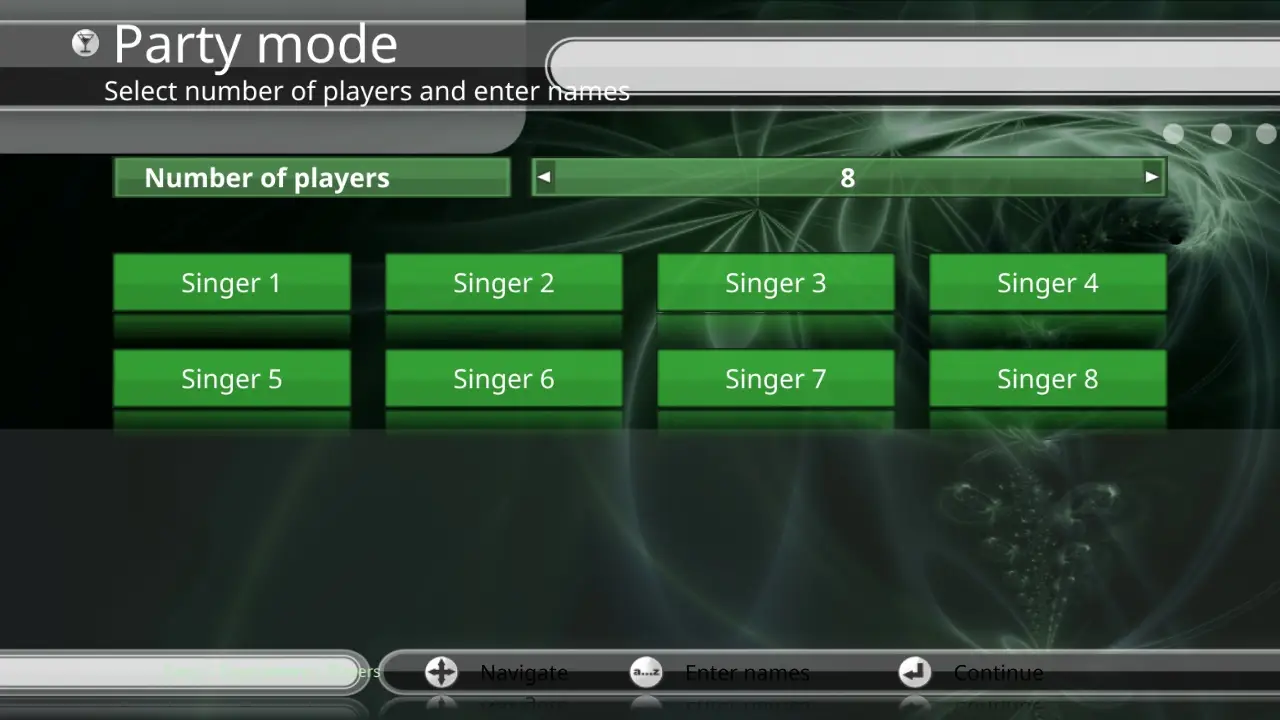 Party mode
Select number of players and enter names
Number of players 8
Singer 1 Singer 2 Singer 3 Singer 4
Singer 5 Singer 6 Singer 7 Singer 8
Navigate a...z Enter names Continue